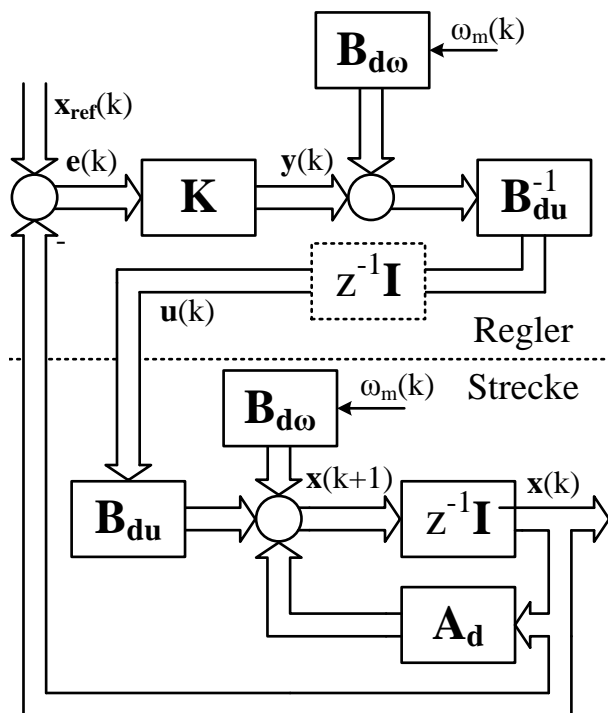 B_dω
ω_m(k)
x_ref(k)
e(k)
K
y(k)
B_du^-1
z^-1 I
u(k)
Regler
Strecke
B_dω
ω_m(k)
x(k+1)
x(k)
B_du
z^-1 I
A_d
-